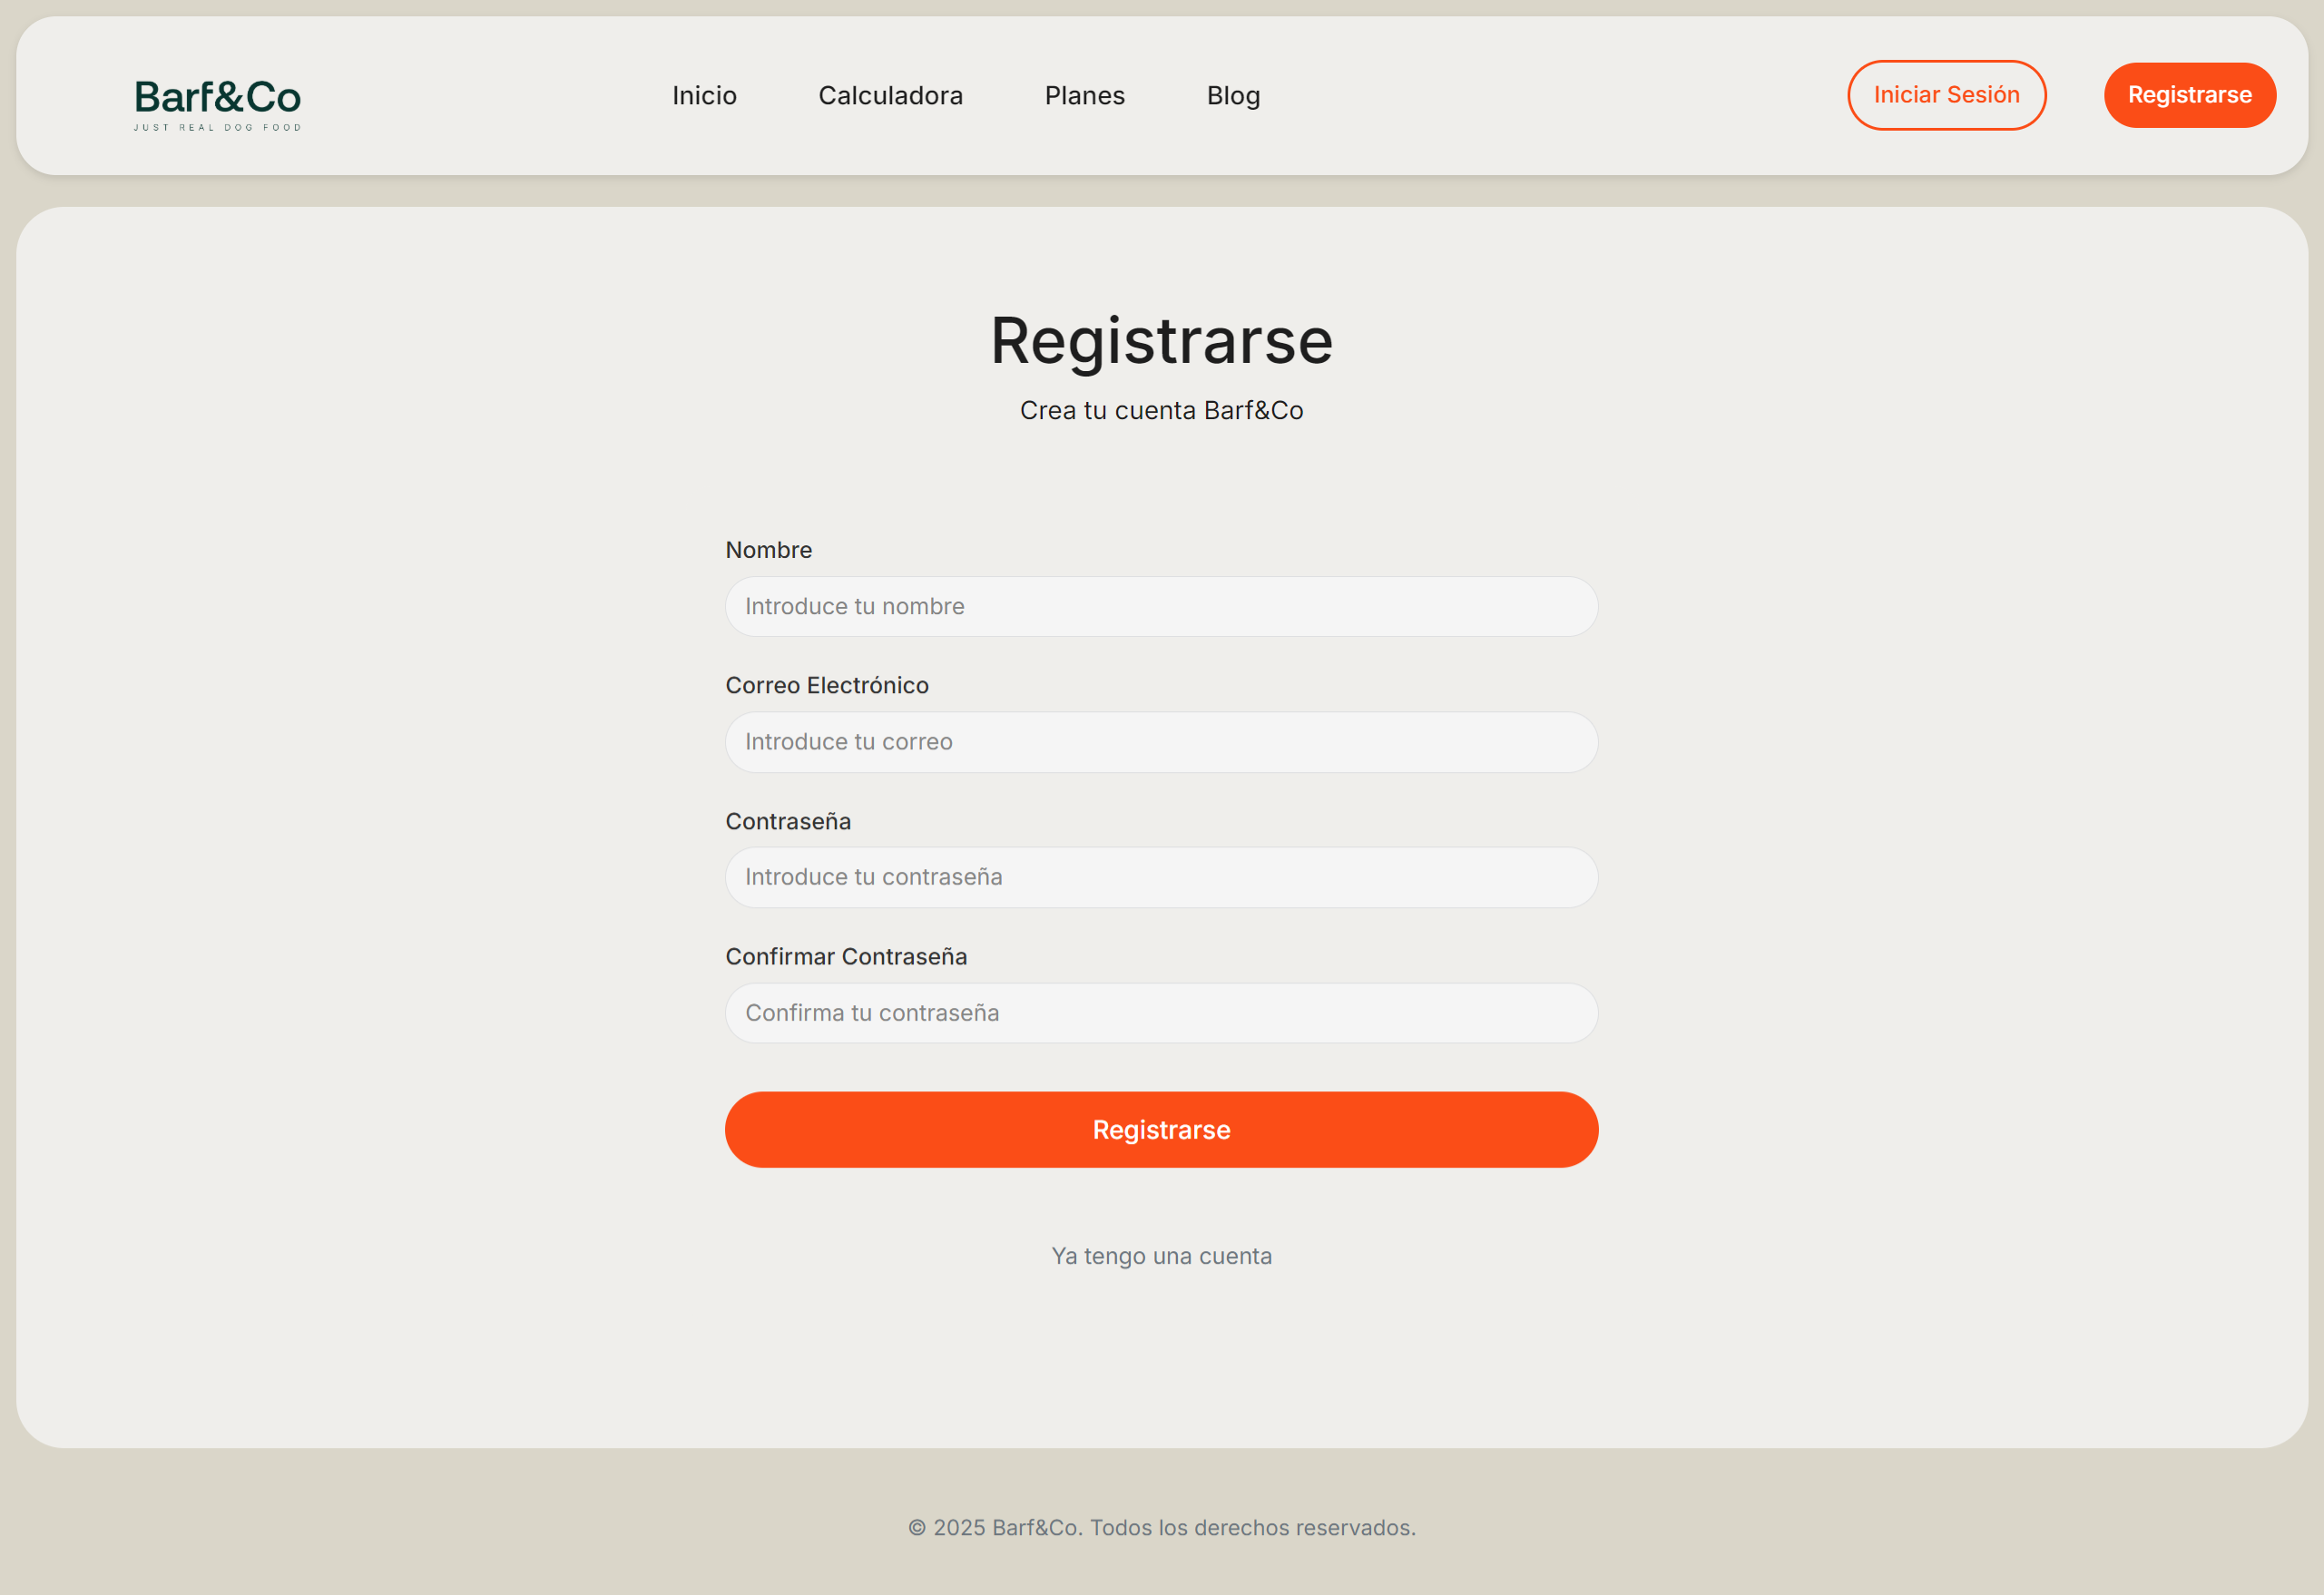 Barf&Co
JUST REAL DOG FOOD
Inicio
Calculadora
Planes
Blog
Iniciar Sesión
Registrarse
Registrarse
Crea tu cuenta Barf&Co
Nombre
Introduce tu nombre
Correo Electrónico
Introduce tu correo
Contraseña
Introduce tu contraseña
Confirmar Contraseña
Confirma tu contraseña
Registrarse
Ya tengo una cuenta
© 2025 Barf&Co. Todos los derechos reservados.